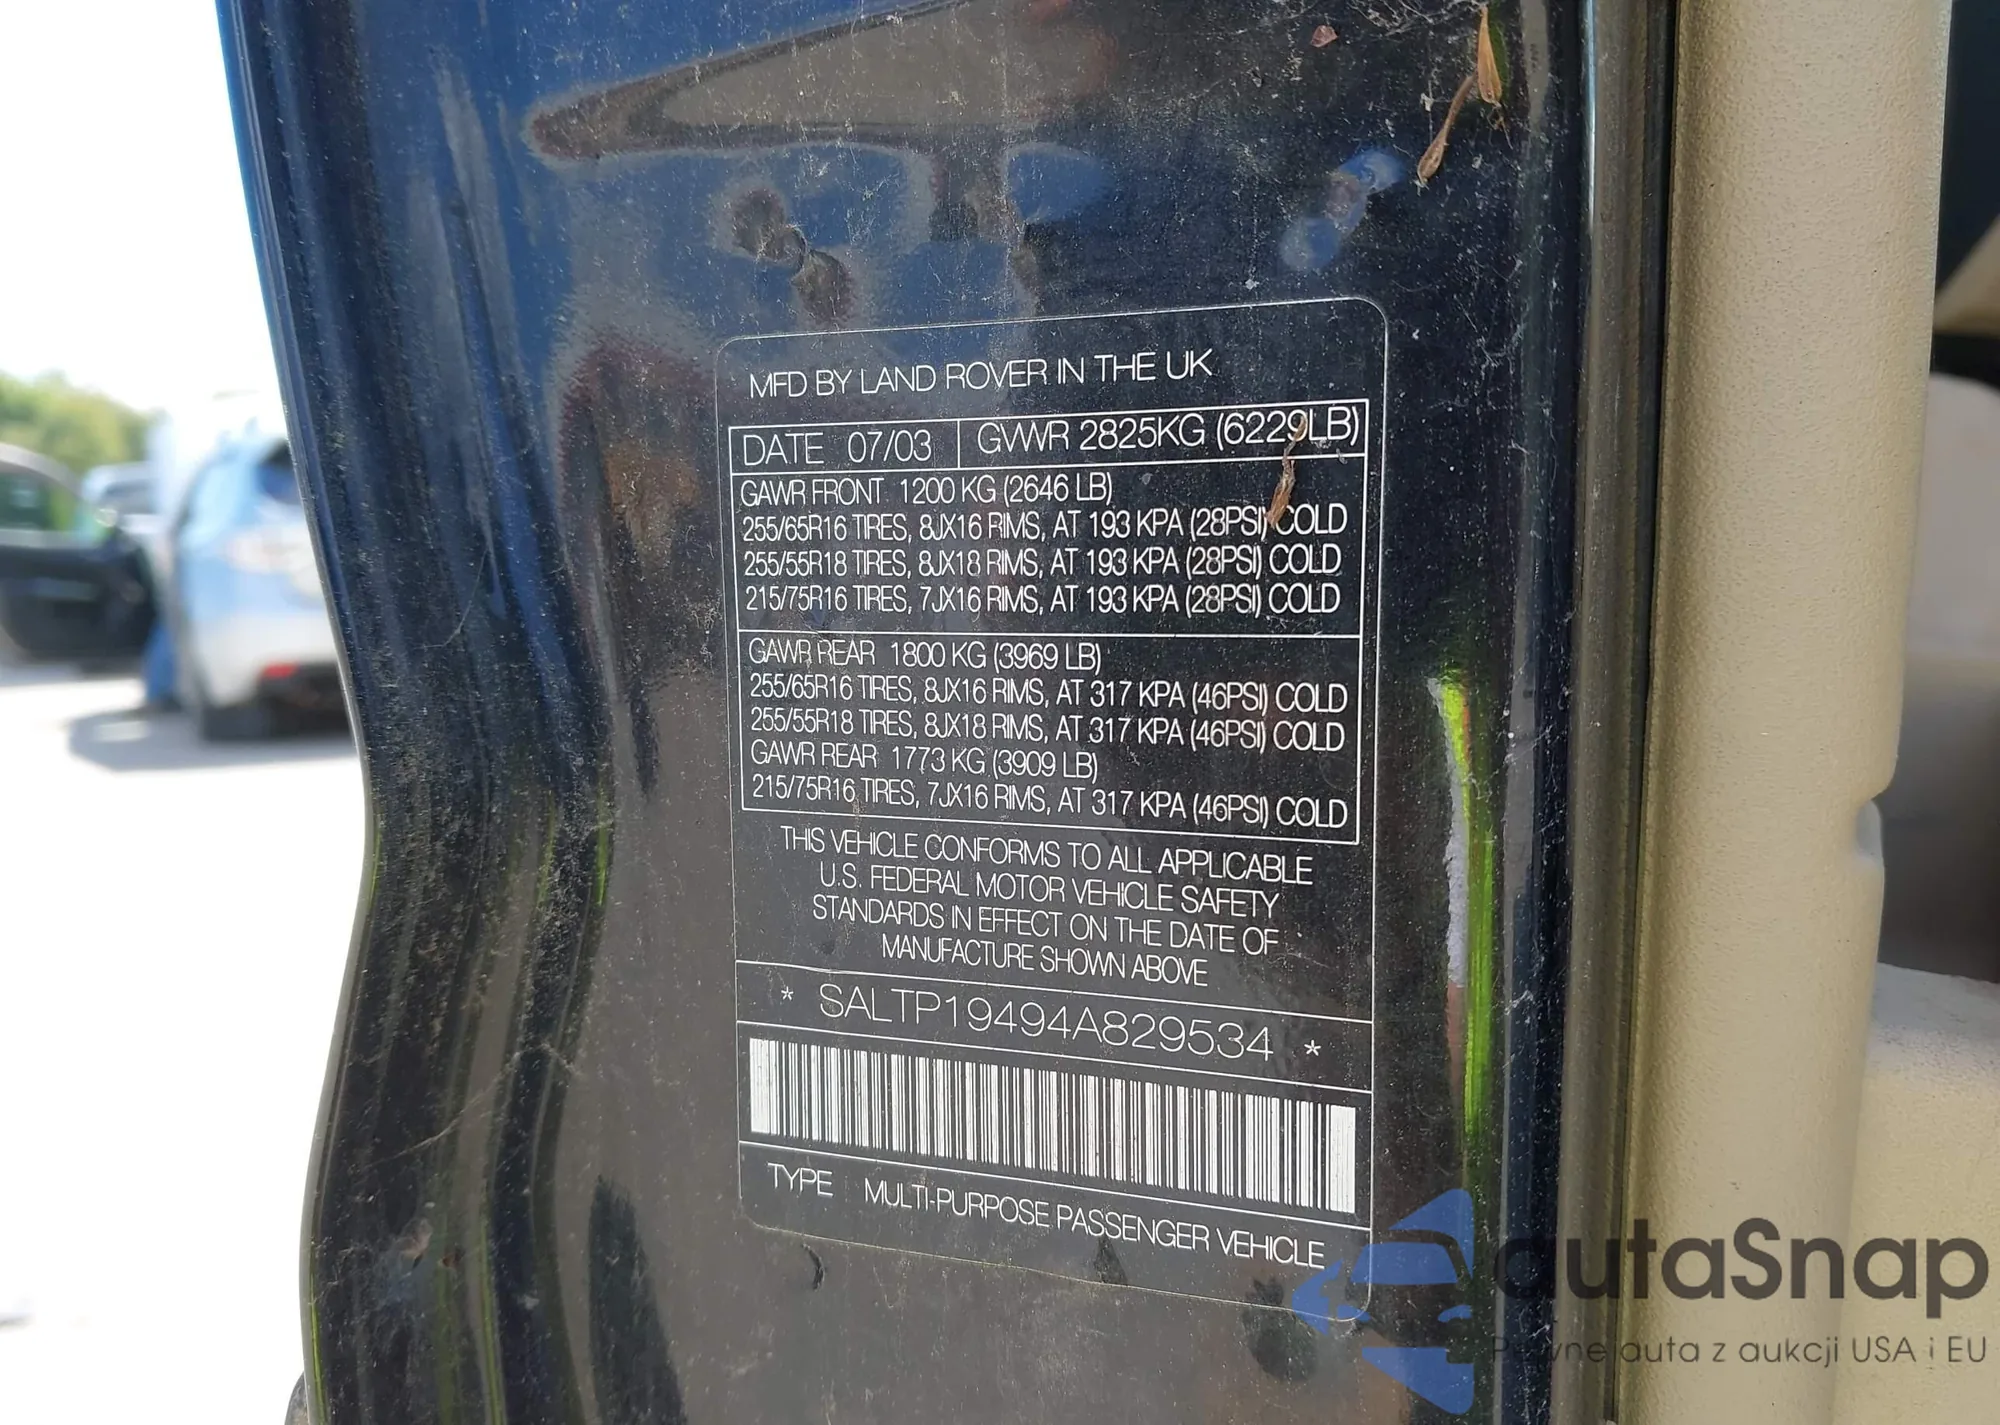 MFD BY LAND ROVER IN THE UK
DATE 07/03 GVWR 2825KG (6229LB)
GAWR FRONT 1200 KG (2646 LB)
255/65R16 TIRES, 8JX16 RIMS, AT 193 KPA (28PSI) COLD
255/55R18 TIRES, 8JX18 RIMS, AT 193 KPA (28PSI) COLD
215/75R16 TIRES, 7JX16 RIMS, AT 193 KPA (28PSI) COLD
GAWR REAR 1800 KG (3969 LB)
255/65R16 TIRES, 8JX16 RIMS, AT 317 KPA (46PSI) COLD
255/55R18 TIRES, 8JX18 RIMS, AT 317 KPA (46PSI) COLD
GAWR REAR 1773 KG (3909 LB)
215/75R16 TIRES, 7JX16 RIMS, AT 317 KPA (46PSI) COLD
THIS VEHICLE CONFORMS TO ALL APPLICABLE
U.S. FEDERAL MOTOR VEHICLE SAFETY
STANDARDS IN EFFECT ON THE DATE OF
MANUFACTURE SHOWN ABOVE
* SALTP19494A829534 *
TYPE MULTI-PURPOSE PASSENGER VEHICLE
autaSnap
Pewne auta z aukcji USA i EU